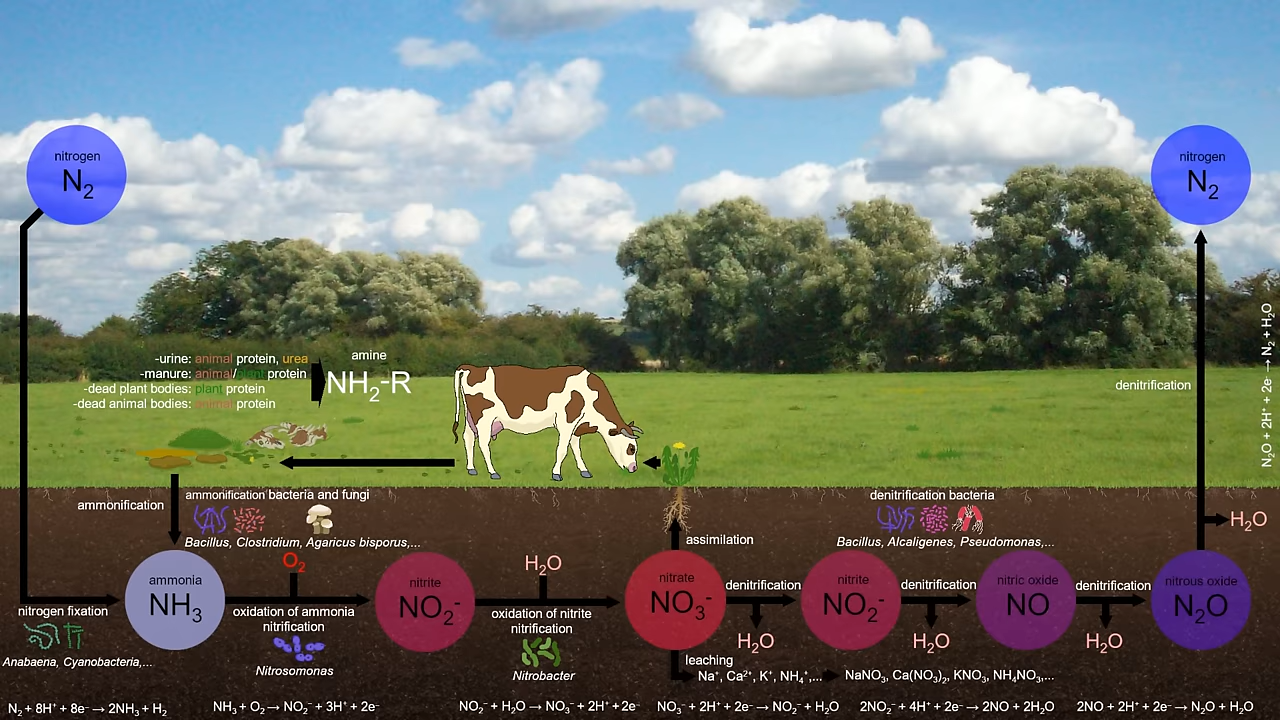 nitrogen
N₂
nitrogen
N₂
-urine: animal protein, urea
-manure: animal/plant protein
-dead plant bodies: plant protein
-dead animal bodies: animal protein
amine
NH₂-R
denitrification
N₂O + 2H⁺ + 2e⁻→ N₂ + H₂O
ammonification
ammonification bacteria and fungi
Bacillus, Clostridium, Agaricus bisporus,...
denitrification bacteria
Bacillus, Alcaligenes, Pseudomonas,...
assimilation
H₂O
O₂
H₂O
ammonia
NH₃
nitrite
NO₂⁻
nitrate
NO₃⁻
nitrite
NO₂⁻
nitric oxide
NO
nitrous oxide
N₂O
denitrification
denitrification
denitrification
nitrogen fixation
Anabaena, Cyanobacteria,...
oxidation of ammonia
nitrification
Nitrosomonas
oxidation of nitrite
nitrification
Nitrobacter
H₂O
H₂O
H₂O
leaching
Na⁺, Ca²⁺, K⁺, NH₄⁺,...
NaNO₃, Ca(NO₃)₂, KNO₃, NH₄NO₃,...
N₂ + 8H⁺ + 8e⁻→ 2NH₃ + H₂
NH₃ + O₂→ NO₂⁻ + 3H⁺ + 2e⁻
NO₂⁻ + H₂O → NO₃⁻ + 2H⁺ + 2e⁻
NO₃⁻ + 2H⁺ + 2e⁻→ NO₂⁻ + H₂O
2NO₂⁻ + 4H⁺ + 2e⁻→ 2NO + 2H₂O
2NO + 2H⁺ + 2e⁻→ N₂O + H₂O